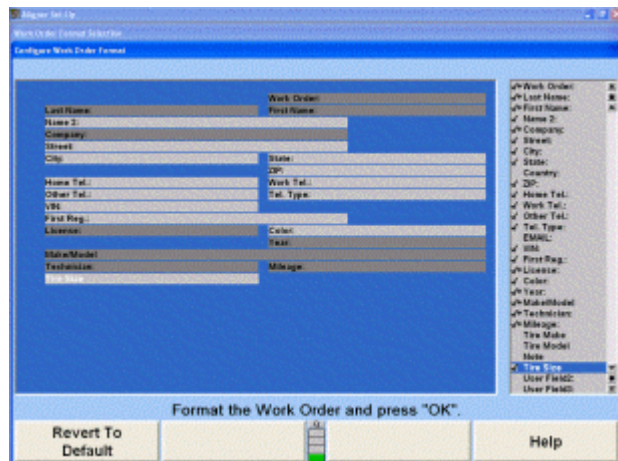 Aligner Set-Up
Work Order Format Selection
Configure Work Order Format
Work Order:
Last Name: First Name:
Name 2:
Company:
Street:
City: State:
ZIP:
Home Tel.: Work Tel.:
Other Tel.: Tel. Type:
VIN
First Reg.:
License: Color:
Year:
Make/Model
Technician: Mileage:
Tire Size
Work Order:
Last Name:
First Name:
Name 2:
Company:
Street:
City:
State:
Country:
ZIP:
Home Tel.:
Work Tel.:
Other Tel.:
Tel. Type:
EMAIL:
VIN
First Reg.:
License:
Color:
Year:
Make/Model
Technician:
Mileage:
Tire Make
Tire Model
Note
Tire Size
User Field2:
User Field3:
Format the Work Order and press "OK".
Revert To
Default
Help